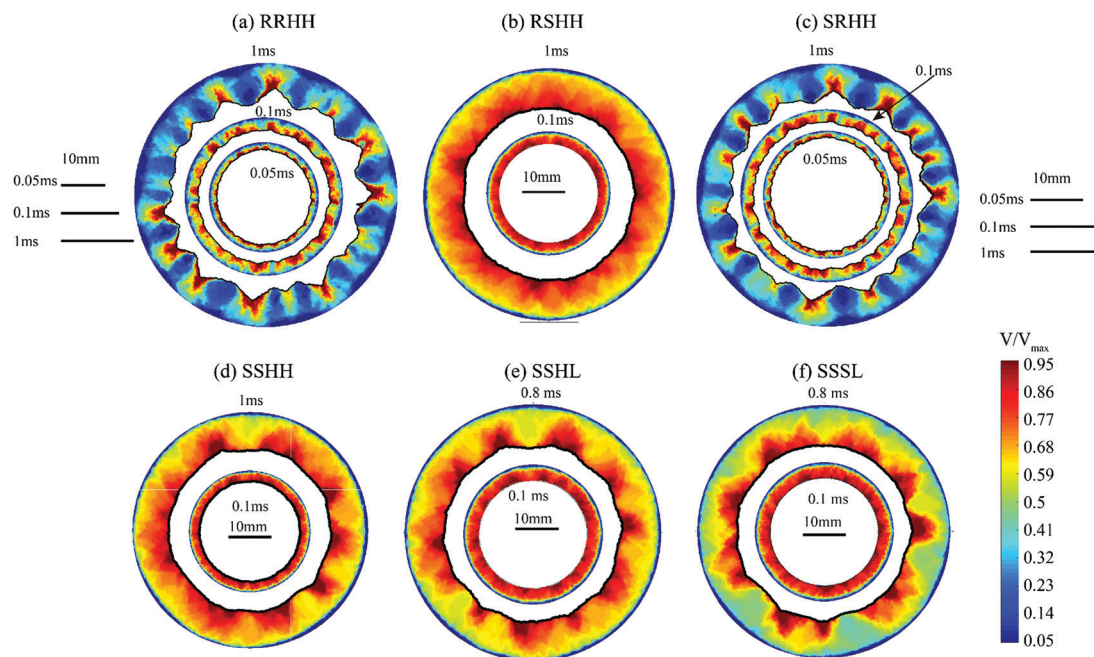 (a) RRHH
(b) RSHH
(c) SRHH
1ms
1ms
1ms
0.1ms
0.1ms
0.1ms
10mm
0.05ms
0.1ms
1ms
0.05ms
10mm
0.05ms
10mm
0.05ms
0.1ms
1ms
(d) SSHH
(e) SSHL
(f) SSSL
1ms
0.8 ms
0.8 ms
0.1ms
10mm
0.1 ms
10mm
0.1 ms
10mm
V/Vmax
0.95
0.86
0.77
0.68
0.59
0.5
0.41
0.32
0.23
0.14
0.05